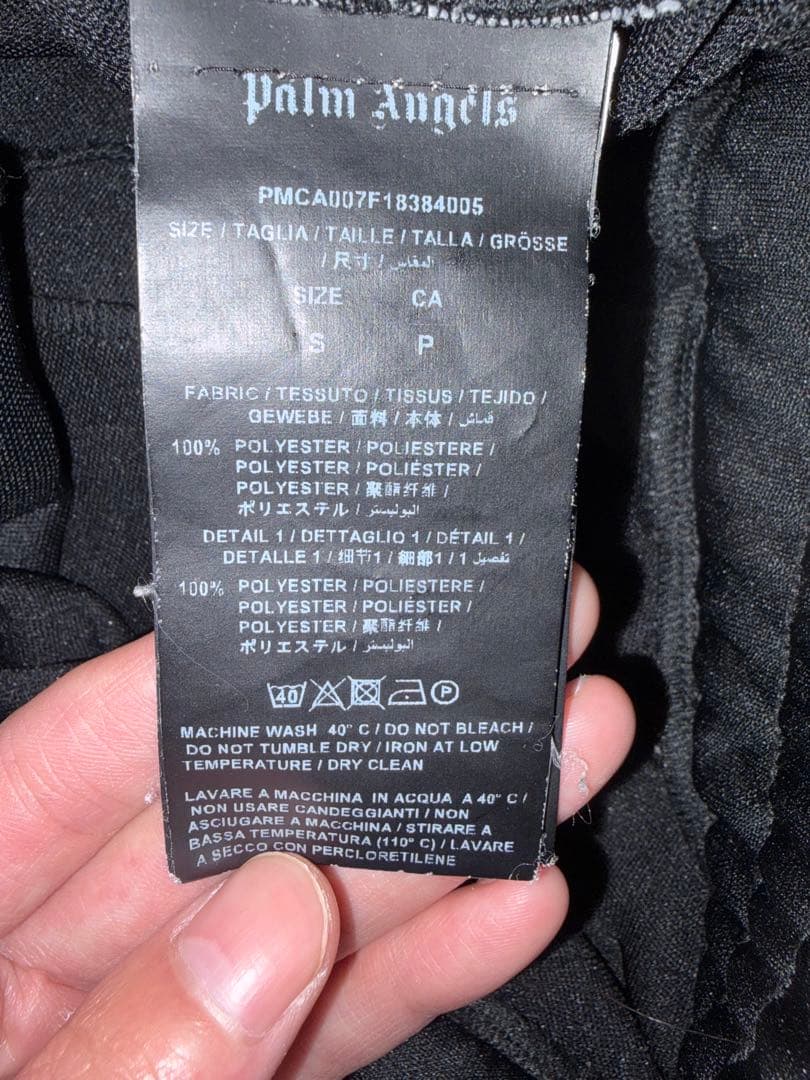 Palm Angels
PMCA007F18384005
SIZE / TAGLIA / TAILLE / TALLA / GRÖSSE
/ 尺寸 / المقاس
SIZE CA
S P
FABRIC / TESSUTO / TISSUS / TEJIDO /
GEWEBE / 面料 / 本体 / قماش
100% POLYESTER / POLIESTERE /
POLYESTER / POLIÉSTER /
POLYESTER / 聚酯纤维 /
ポリエステル / البوليستر
DETAIL 1 / DETTAGLIO 1 / DÉTAIL 1 /
DETALLE 1 / 细节1 / 細部1 / تفصيل 1
100% POLYESTER / POLIESTERE /
POLYESTER / POLIÉSTER /
POLYESTER / 聚酯纤维 /
ポリエステル / البوليستر
40 P
MACHINE WASH 40° C / DO NOT BLEACH /
DO NOT TUMBLE DRY / IRON AT LOW
TEMPERATURE / DRY CLEAN
LAVARE A MACCHINA IN ACQUA A 40° C /
NON USARE CANDEGGIANTI / NON
ASCIUGARE A MACCHINA / STIRARE A
BASSA TEMPERATURA (110° C) / LAVARE
A SECCO CON PERCLORETILENE